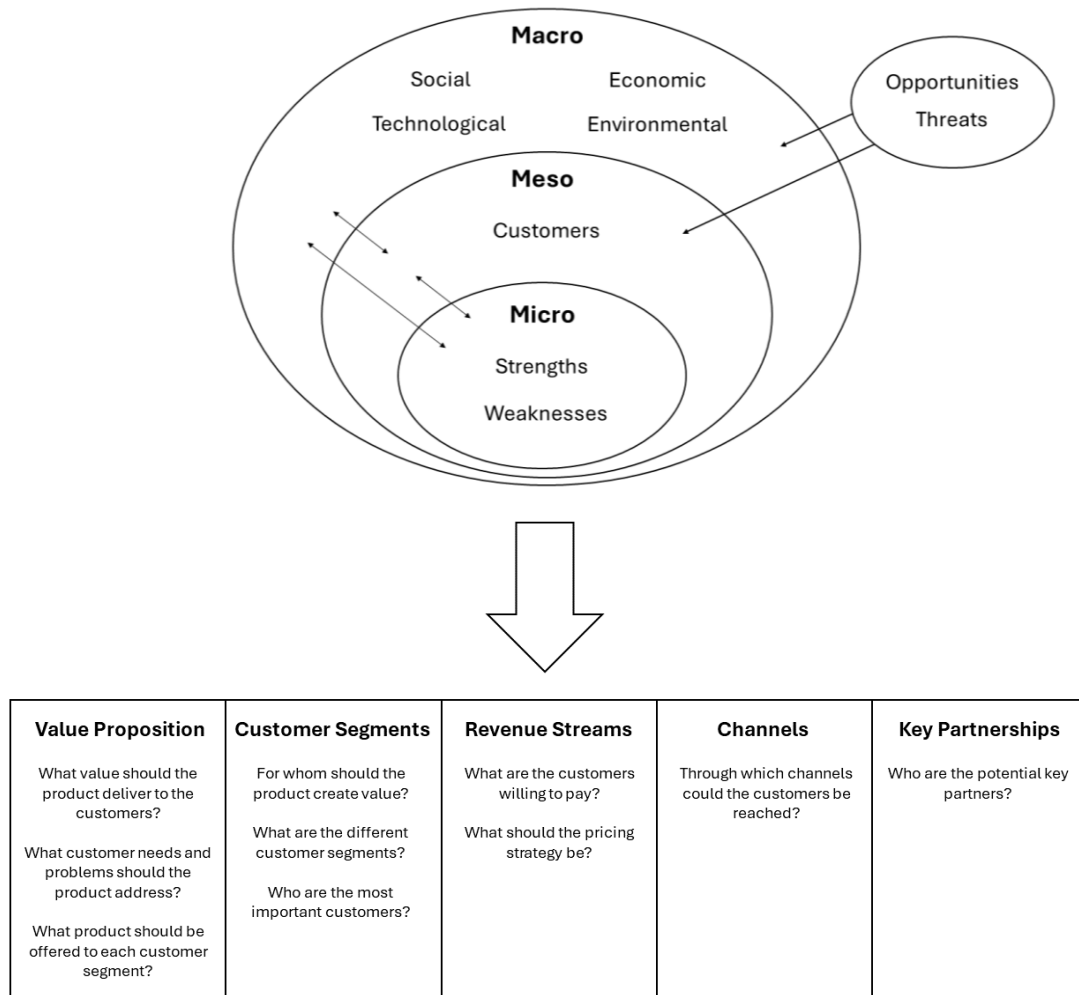 Macro
Social
Economic
Technological
Environmental
Opportunities
Threats
Meso
Customers
Micro
Strengths
Weaknesses
Value Proposition
What value should the
product deliver to the
customers?
What customer needs and
problems should the
product address?
What product should be
offered to each customer
segment?
Customer Segments
For whom should the
product create value?
What are the different
customer segments?
Who are the most
important customers?
Revenue Streams
What are the customers
willing to pay?
What should the pricing
strategy be?
Channels
Through which channels
could the customers be
reached?
Key Partnerships
Who are the potential key
partners?